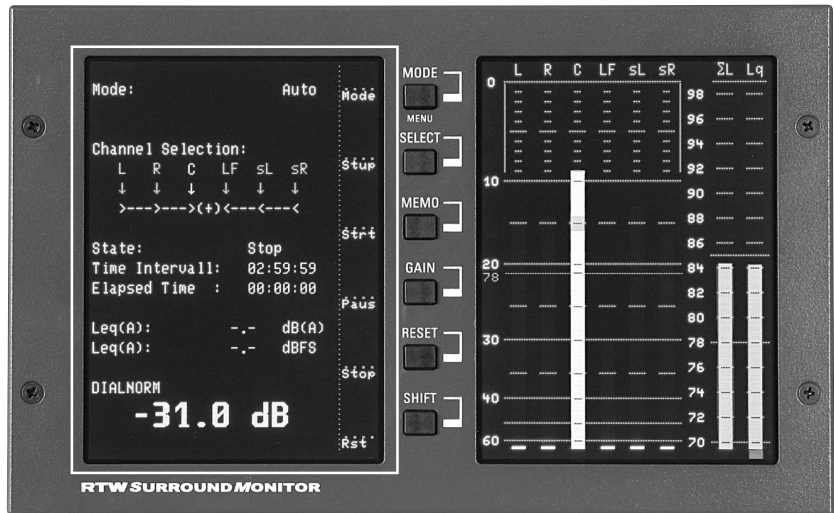 Mode: Auto
Mode
Channel Selection:
L R C LF sL sR
↓ ↓ ↓ ↓ ↓ ↓
>--->--->(+)<---<---<
Stup
Strt
State: Stop
Time Intervall: 02:59:59
Elapsed Time : 00:00:00
Paus
Leq(A): -.- dB(A)
Leq(A): -.- dBFS
Stop
DIALNORM
-31.0 dB
Rst
RTW SURROUND MONITOR
MODE
MENU
SELECT
MEMO
GAIN
RESET
SHIFT
L R C LF sL sR ΣL Lq
0
10
20
78
30
40
60
98
96
94
92
90
88
86
84
82
80
78
76
74
72
70